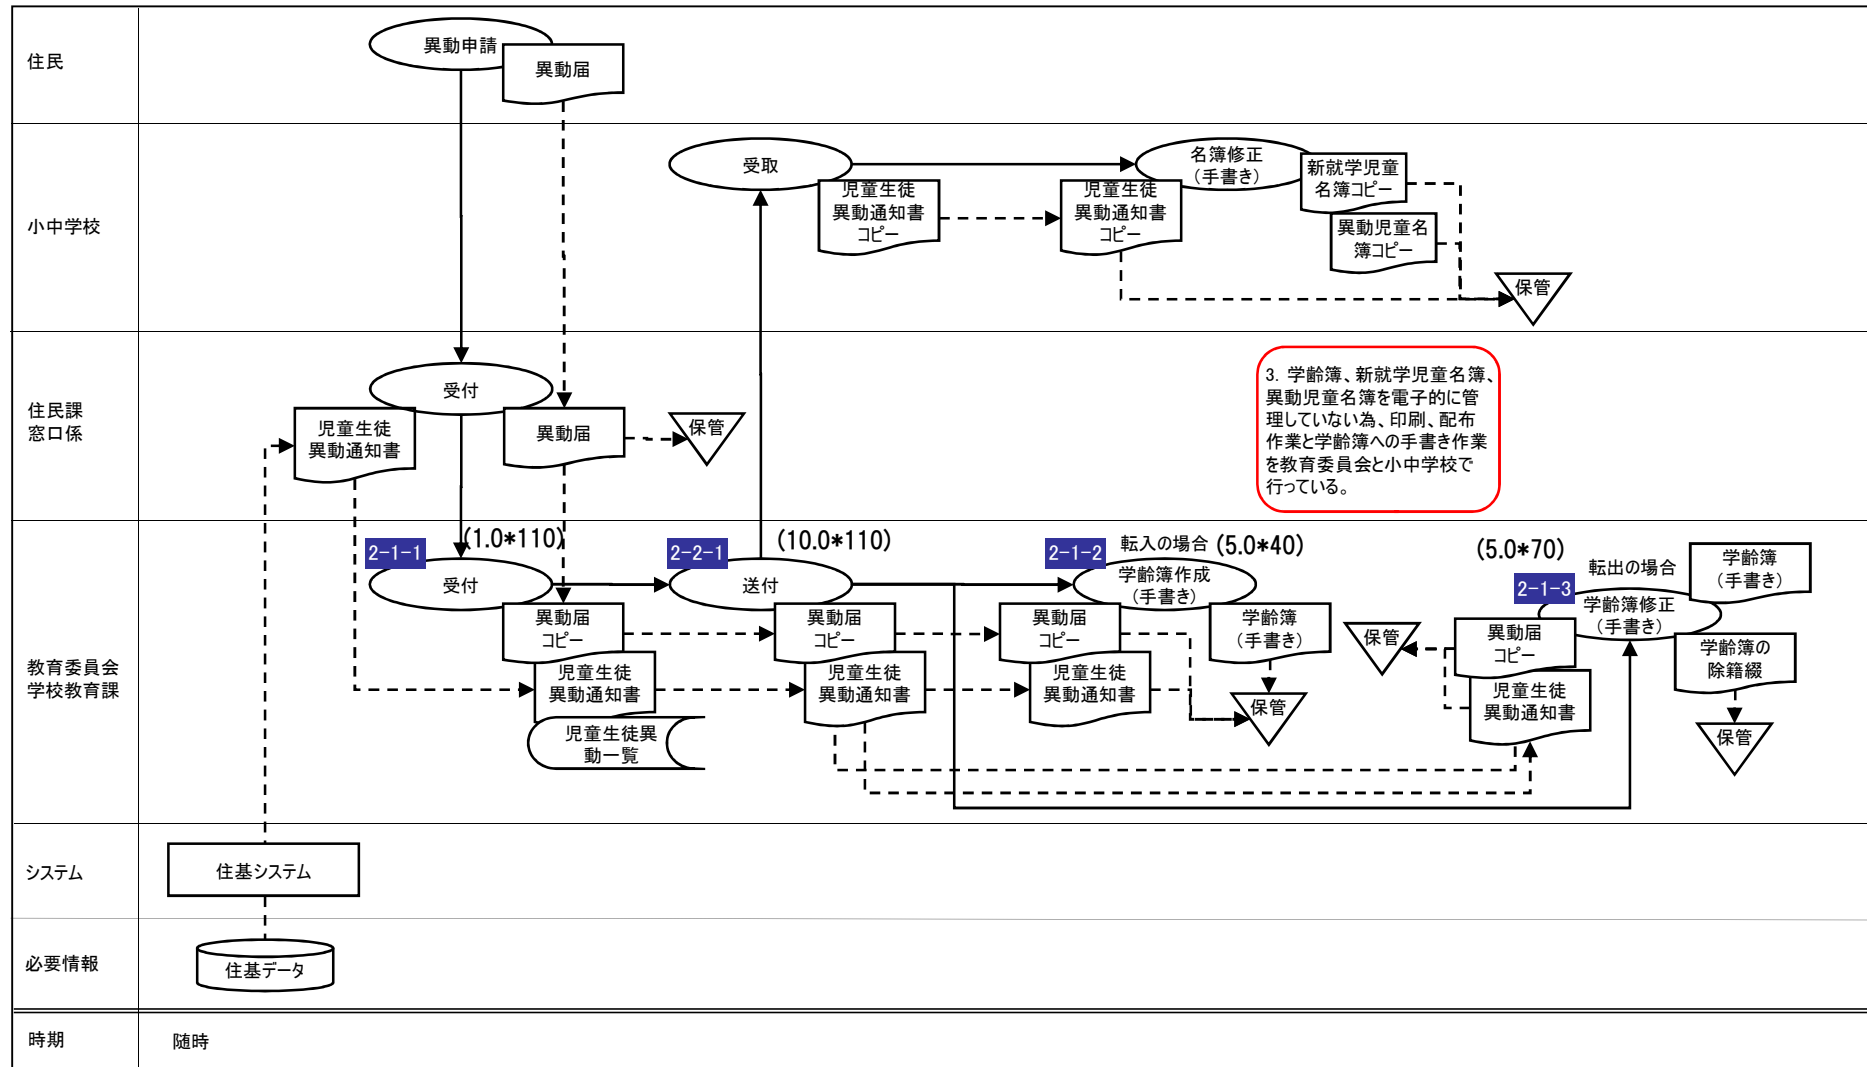 住民
異動申請
異動届
小中学校
受取
児童生徒
異動通知書
コピー
児童生徒
異動通知書
コピー
名簿修正
(手書き)
新就学児童
名簿コピー
異動児童名
簿コピー
保管
住民課
窓口係
受付
児童生徒
異動通知書
異動届
保管
3. 学齢簿、新就学児童名簿、
異動児童名簿を電子的に管
理していない為、印刷、配布
作業と学齢簿への手書き作業
を教育委員会と小中学校で
行っている。
教育委員会
学校教育課
2-1-1
(1.0*110)
受付
異動届
コピー
児童生徒
異動通知書
児童生徒異
動一覧
2-2-1
(10.0*110)
送付
異動届
コピー
児童生徒
異動通知書
2-1-2
転入の場合
(5.0*40)
学齢簿作成
(手書き)
異動届
コピー
児童生徒
異動通知書
学齢簿
(手書き)
保管
(5.0*70)
転出の場合
2-1-3
学齢簿修正
(手書き)
学齢簿
(手書き)
保管
異動届
コピー
児童生徒
異動通知書
学齢簿の
除籍綴
保管
システム
住基システム
必要情報
住基データ
時期
随時